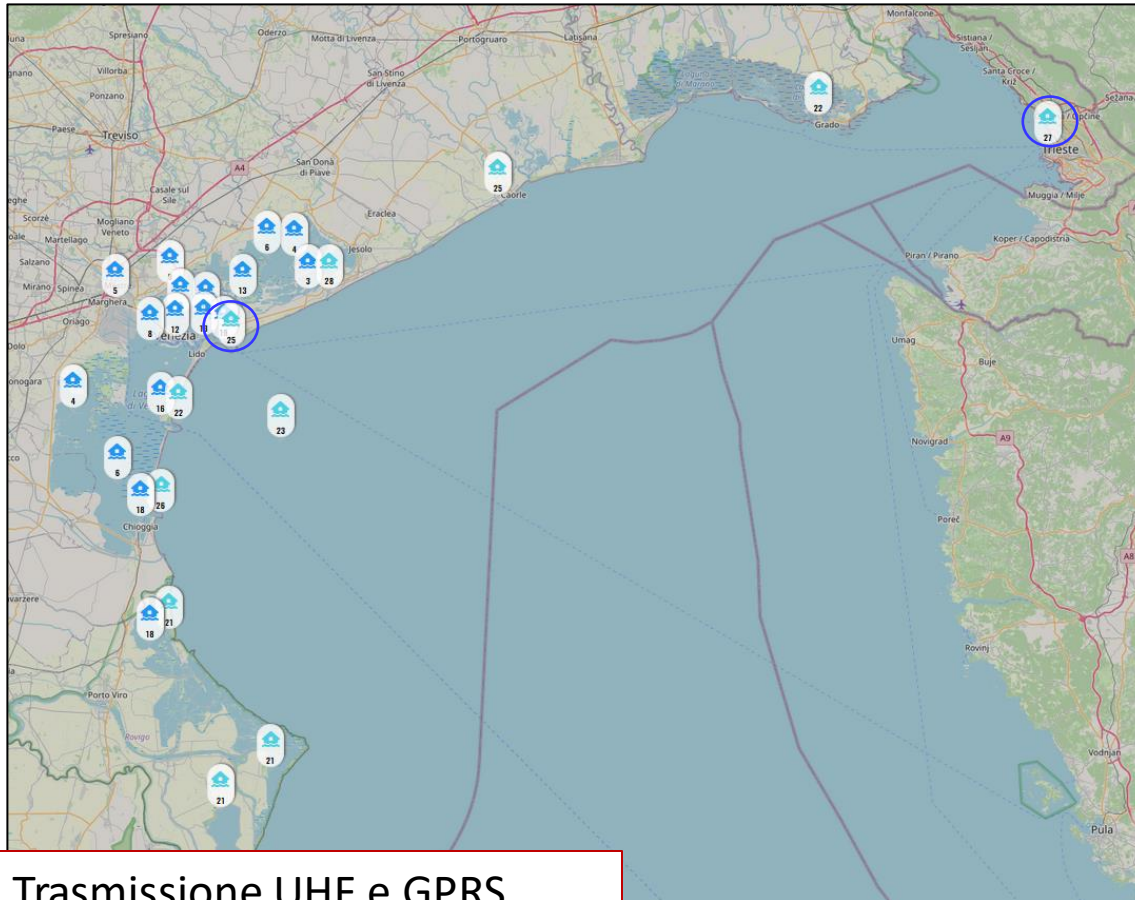 Monfalcone
Spresiano
Oderzo
Motta di Livenza
Portogruaro
Latisana
Sistiana /
Sesljan
Villorba
San Stino
di Livenza
Santa Croce /
Križ
Ponzano
22
Sežana
Grado
Paese
Treviso
27
Trieste
A4
San Donà
di Piave
25
Caorle
Muggia / Milje
Casale sul
Sile
Scorzè
Mogliano
Veneto
Martellago
Eraclea
6
4
Jesolo
Koper / Capodistria
Salzano
Piran / Pirano
5
13
3
28
Mirano
Spinea
Marghera
Oriago
8
12
25
Umag
Lido
Buje
4
16
22
23
Novigrad
A9
6
18
26
Chioggia
Poreč
A8
18
21
Rovinj
Porto Viro
Rovigo
21
Vodnjan
21
Pula
Trasmissione UHF e GPRS